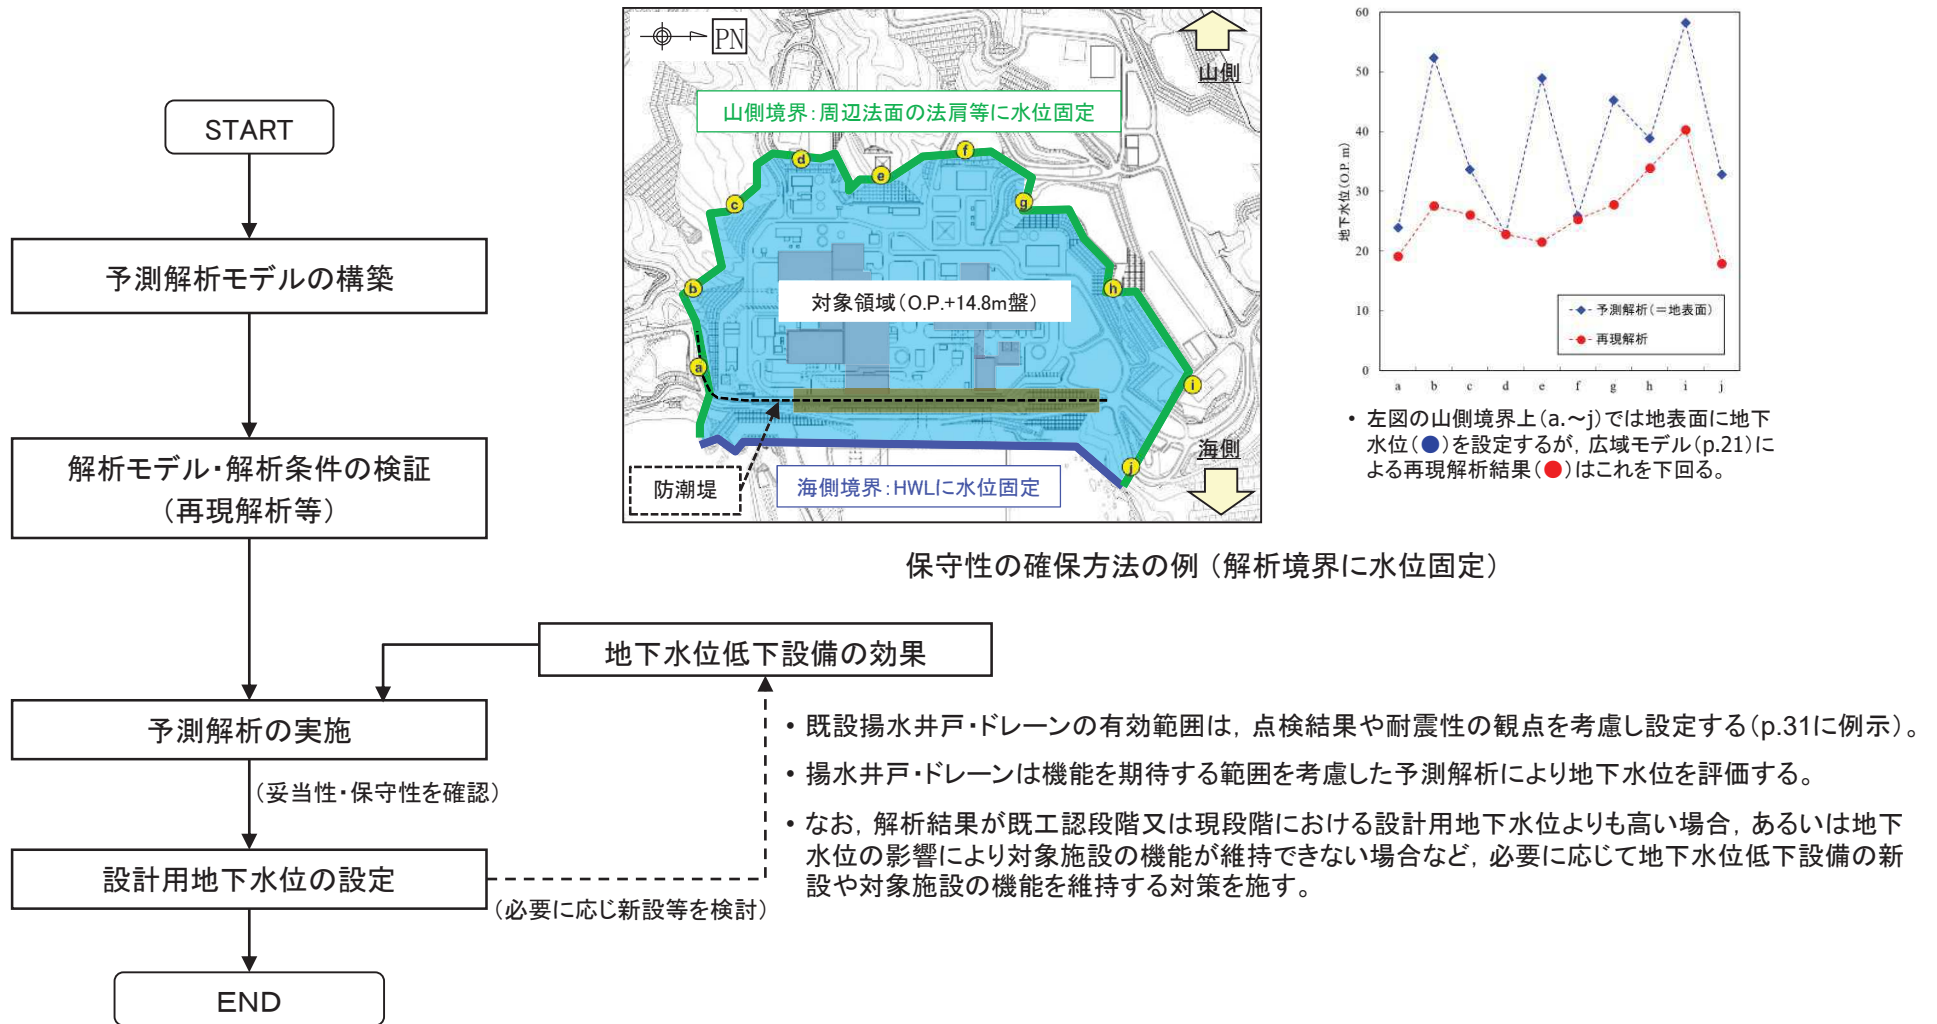 START
予測解析モデルの構築
解析モデル・解析条件の検証
（再現解析等）
地下水位低下設備の効果
予測解析の実施
（妥当性・保守性を確認）
設計用地下水位の設定
（必要に応じ新設等を検討）
END
PN
山側
山側境界：周辺法面の法肩等に水位固定
a
b
c
d
e
f
g
h
i
j
対象領域（O.P.+14.8m盤）
防潮堤
海側境界：HWLに水位固定
海側
保守性の確保方法の例（解析境界に水位固定）
地下水位(O.P. m)
60
50
40
30
20
10
0
a b c d e f g h i j
予測解析（＝地表面）
再現解析
・左図の山側境界上（a.～j）では地表面に地下
水位（●）を設定するが，広域モデル（p.21）に
よる再現解析結果（●）はこれを下回る。
・既設揚水井戸・ドレーンの有効範囲は，点検結果や耐震性の観点を考慮し設定する（p.31に例示）。
・揚水井戸・ドレーンは機能を期待する範囲を考慮した予測解析により地下水位を評価する。
・なお，解析結果が既工認段階又は現段階における設計用地下水位よりも高い場合，あるいは地下
水位の影響により対象施設の機能が維持できない場合など，必要に応じて地下水位低下設備の新
設や対象施設の機能を維持する対策を施す。